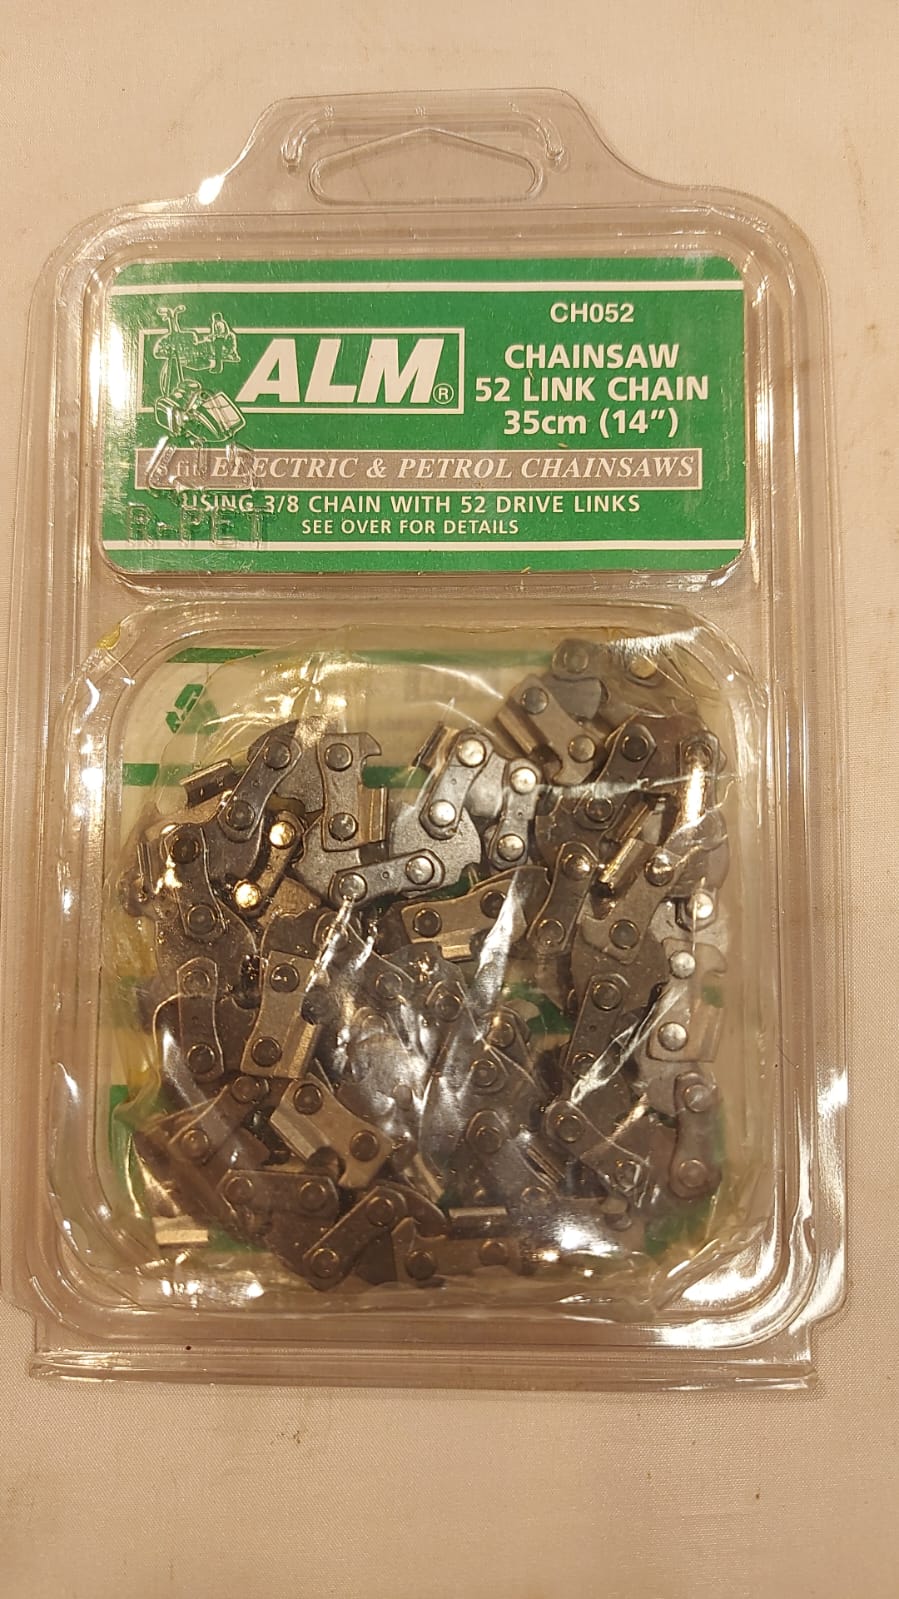 CH052
ALM®
CHAINSAW
52 LINK CHAIN
35cm (14”)
fits ELECTRIC & PETROL CHAINSAWS
USING 3/8 CHAIN WITH 52 DRIVE LINKS
SEE OVER FOR DETAILS
R-PET